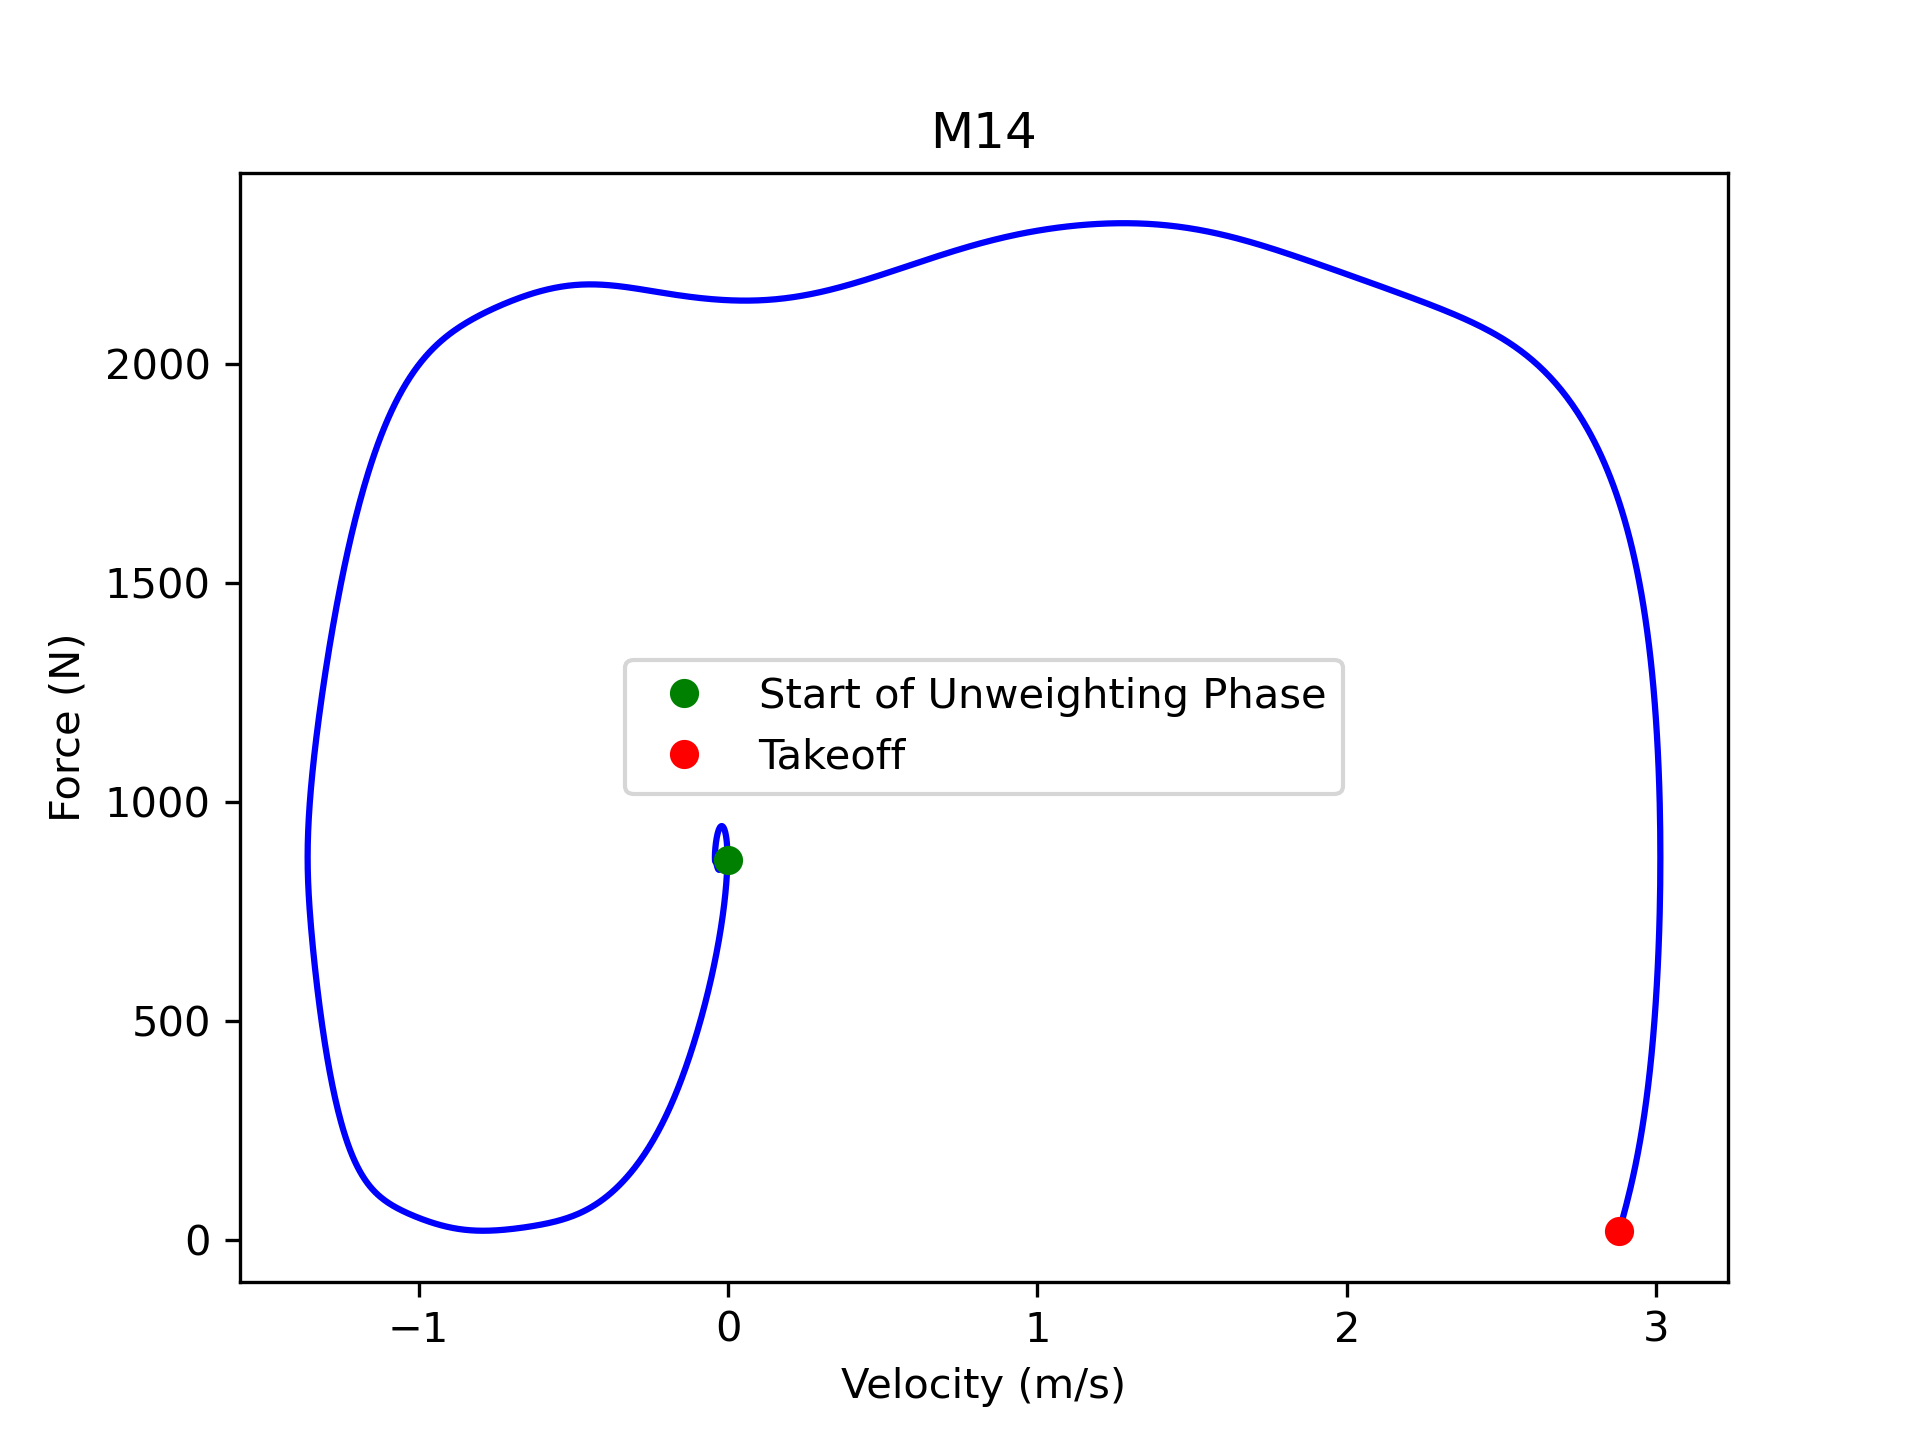 M14
Force (N)
2000
1500
1000
500
0
Start of Unweighting Phase
Takeoff
−1 0 1 2 3
Velocity (m/s)